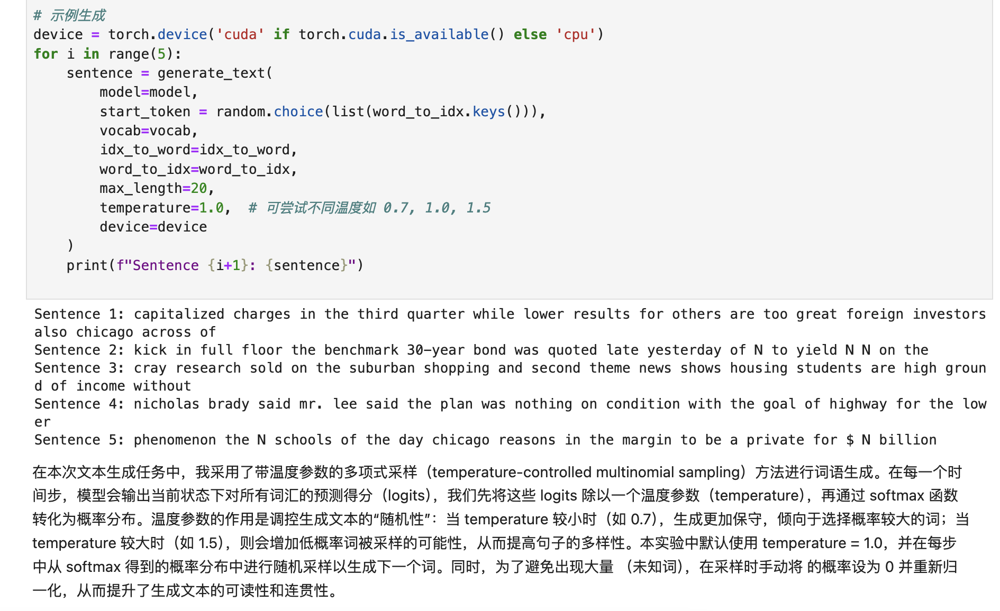 # 示例生成
device = torch.device('cuda' if torch.cuda.is_available() else 'cpu')
for i in range(5):
    sentence = generate_text(
        model=model,
        start_token = random.choice(list(word_to_idx.keys())),
        vocab=vocab,
        idx_to_word=idx_to_word,
        word_to_idx=word_to_idx,
        max_length=20,
        temperature=1.0,  # 可尝试不同温度如 0.7, 1.0, 1.5
        device=device
    )
    print(f"Sentence {i+1}: {sentence}")
Sentence 1: capitalized charges in the third quarter while lower results for others are too great foreign investors
also chicago across of
Sentence 2: kick in full floor the benchmark 30-year bond was quoted late yesterday of N to yield N N on the
Sentence 3: cray research sold on the suburban shopping and second theme news shows housing students are high groun
d of income without
Sentence 4: nicholas brady said mr. lee said the plan was nothing on condition with the goal of highway for the low
er
Sentence 5: phenomenon the N schools of the day chicago reasons in the margin to be a private for $ N billion
在本次文本生成任务中，我采用了带温度参数的多项式采样（temperature-controlled multinomial sampling）方法进行词语生成。在每一个时
间步，模型会输出当前状态下对所有词汇的预测得分（logits），我们先将这些 logits 除以一个温度参数（temperature），再通过 softmax 函数
转化为概率分布。温度参数的作用是调控生成文本的“随机性”：当 temperature 较小时（如 0.7），生成更加保守，倾向于选择概率较大的词；当
temperature 较大时（如 1.5），则会增加低概率词被采样的可能性，从而提高句子的多样性。本实验中默认使用 temperature = 1.0，并在每步
中从 softmax 得到的概率分布中进行随机采样以生成下一个词。同时，为了避免出现大量 （未知词），在采样时手动将 的概率设为 0 并重新归
一化，从而提升了生成文本的可读性和连贯性。